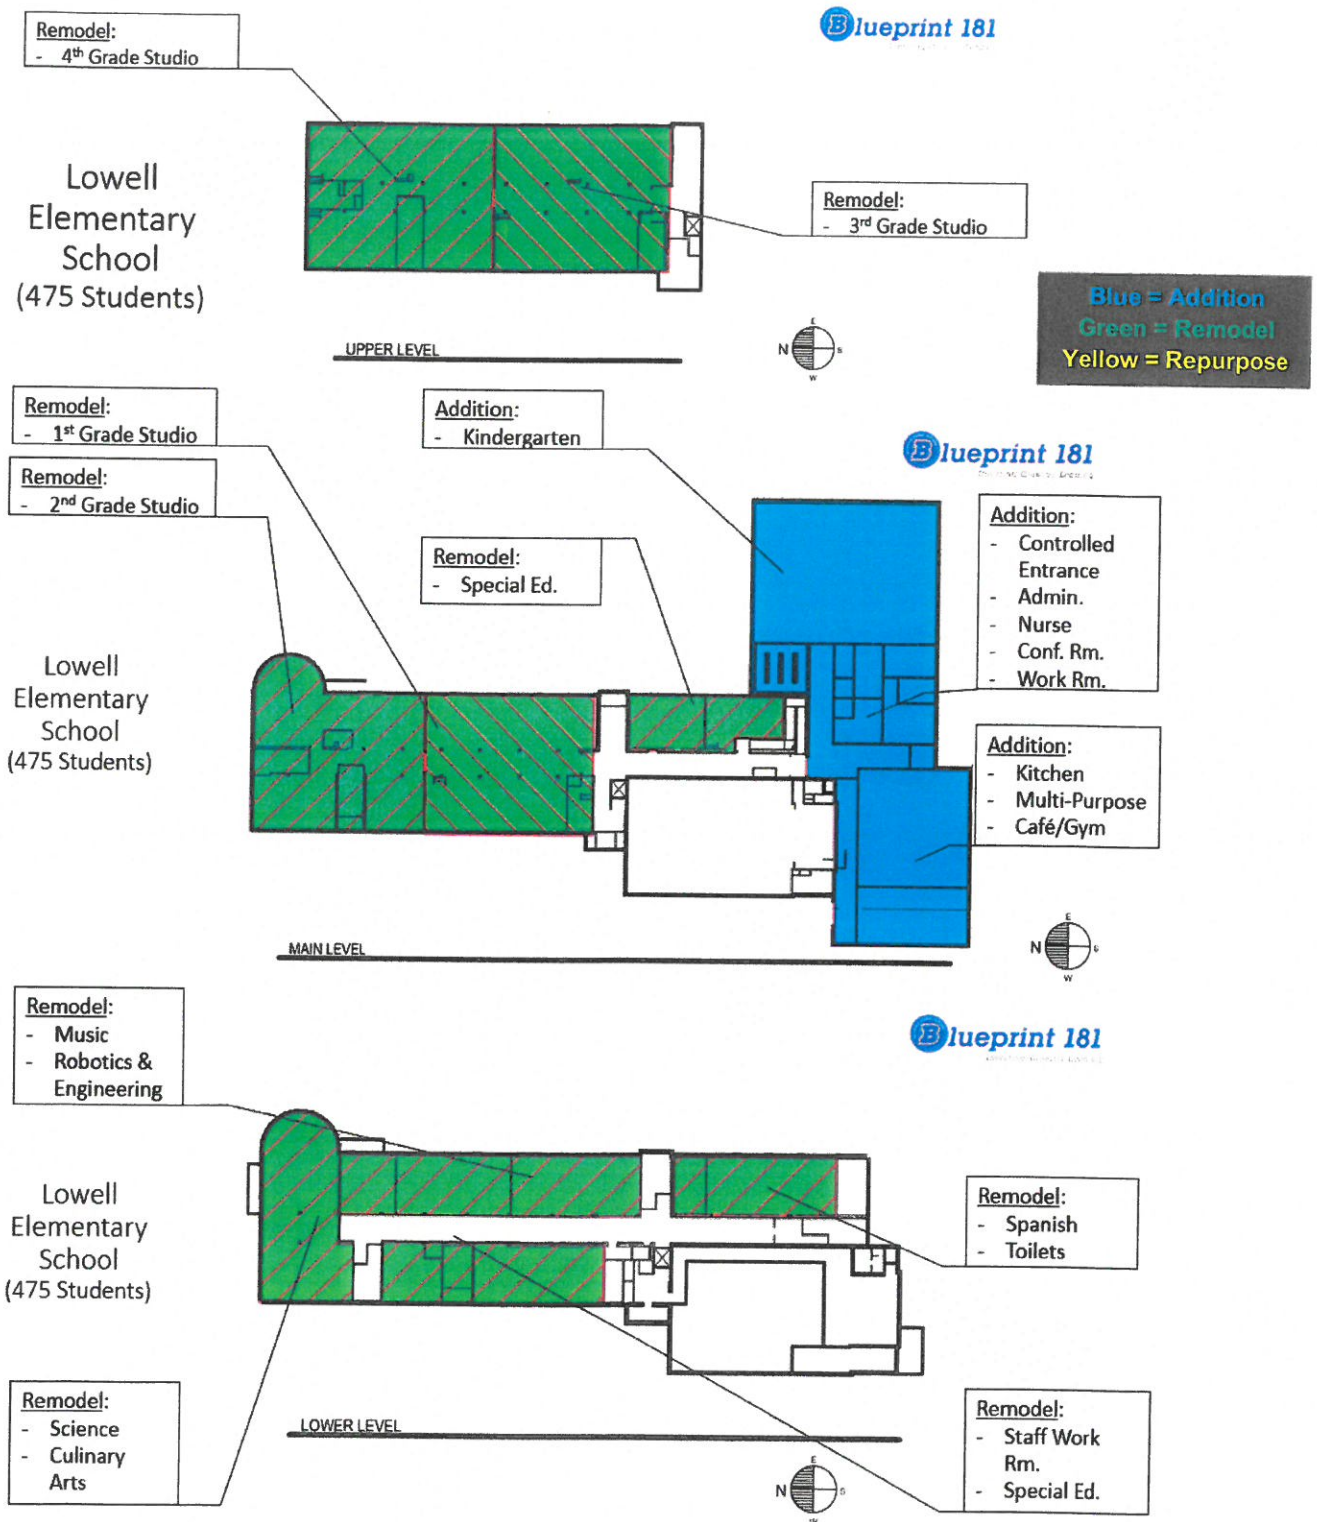 Remodel:
- 4th Grade Studio
Blueprint 181
Lowell
Elementary
School
(475 Students)
Remodel:
- 3rd Grade Studio
Blue = Addition
Green = Remodel
Yellow = Repurpose
UPPER LEVEL
E
N S
W
Remodel:
- 1st Grade Studio
Addition:
- Kindergarten
Blueprint 181
Remodel:
- 2nd Grade Studio
Addition:
- Controlled
Entrance
- Admin.
- Nurse
- Conf. Rm.
- Work Rm.
Remodel:
- Special Ed.
Lowell
Elementary
School
(475 Students)
Addition:
- Kitchen
- Multi-Purpose
- Café/Gym
MAIN LEVEL
E
N S
W
Remodel:
- Music
- Robotics &
Engineering
Blueprint 181
Lowell
Elementary
School
(475 Students)
Remodel:
- Spanish
- Toilets
Remodel:
- Science
- Culinary
Arts
LOWER LEVEL
Remodel:
- Staff Work
Rm.
- Special Ed.
E
N S
W